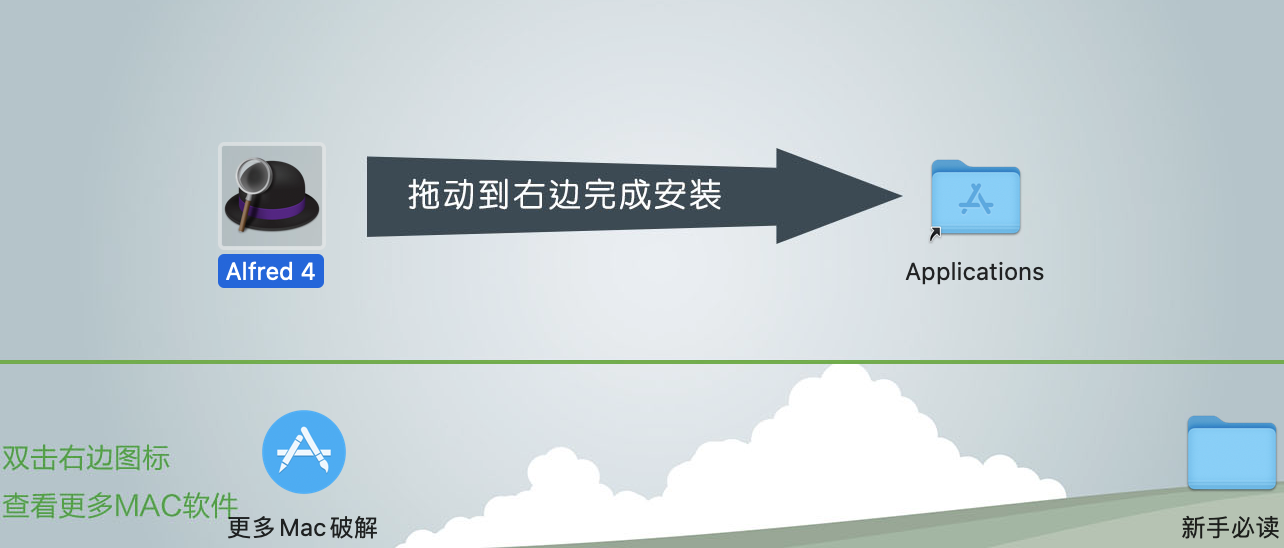 拖动到右边完成安装
Alfred 4
Applications
双击右边图标
查看更多MAC软件
更多Mac破解
新手必读